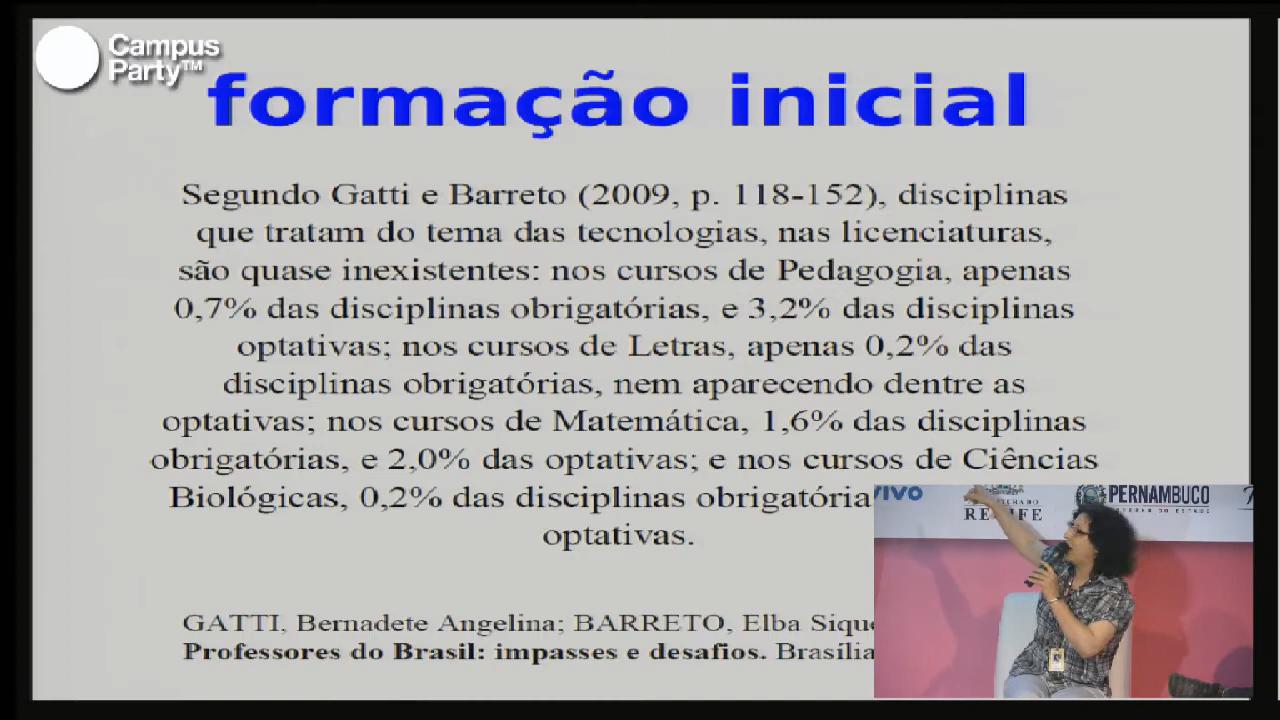 Campus
Party™
formação inicial
Segundo Gatti e Barreto (2009, p. 118-152), disciplinas
que tratam do tema das tecnologias, nas licenciaturas,
são quase inexistentes: nos cursos de Pedagogia, apenas
0,7% das disciplinas obrigatórias, e 3,2% das disciplinas
optativas; nos cursos de Letras, apenas 0,2% das
disciplinas obrigatórias, nem aparecendo dentre as
optativas; nos cursos de Matemática, 1,6% das disciplinas
obrigatórias, e 2,0% das optativas; e nos cursos de Ciências
Biológicas, 0,2% das disciplinas obrigatória
optativas.
GATTI, Bernadete Angelina; BARRETO, Elba Sique
Professores do Brasil: impasses e desafios. Brasília
VIVO
PERNAMBUCO
GOVERNO DO ESTADO